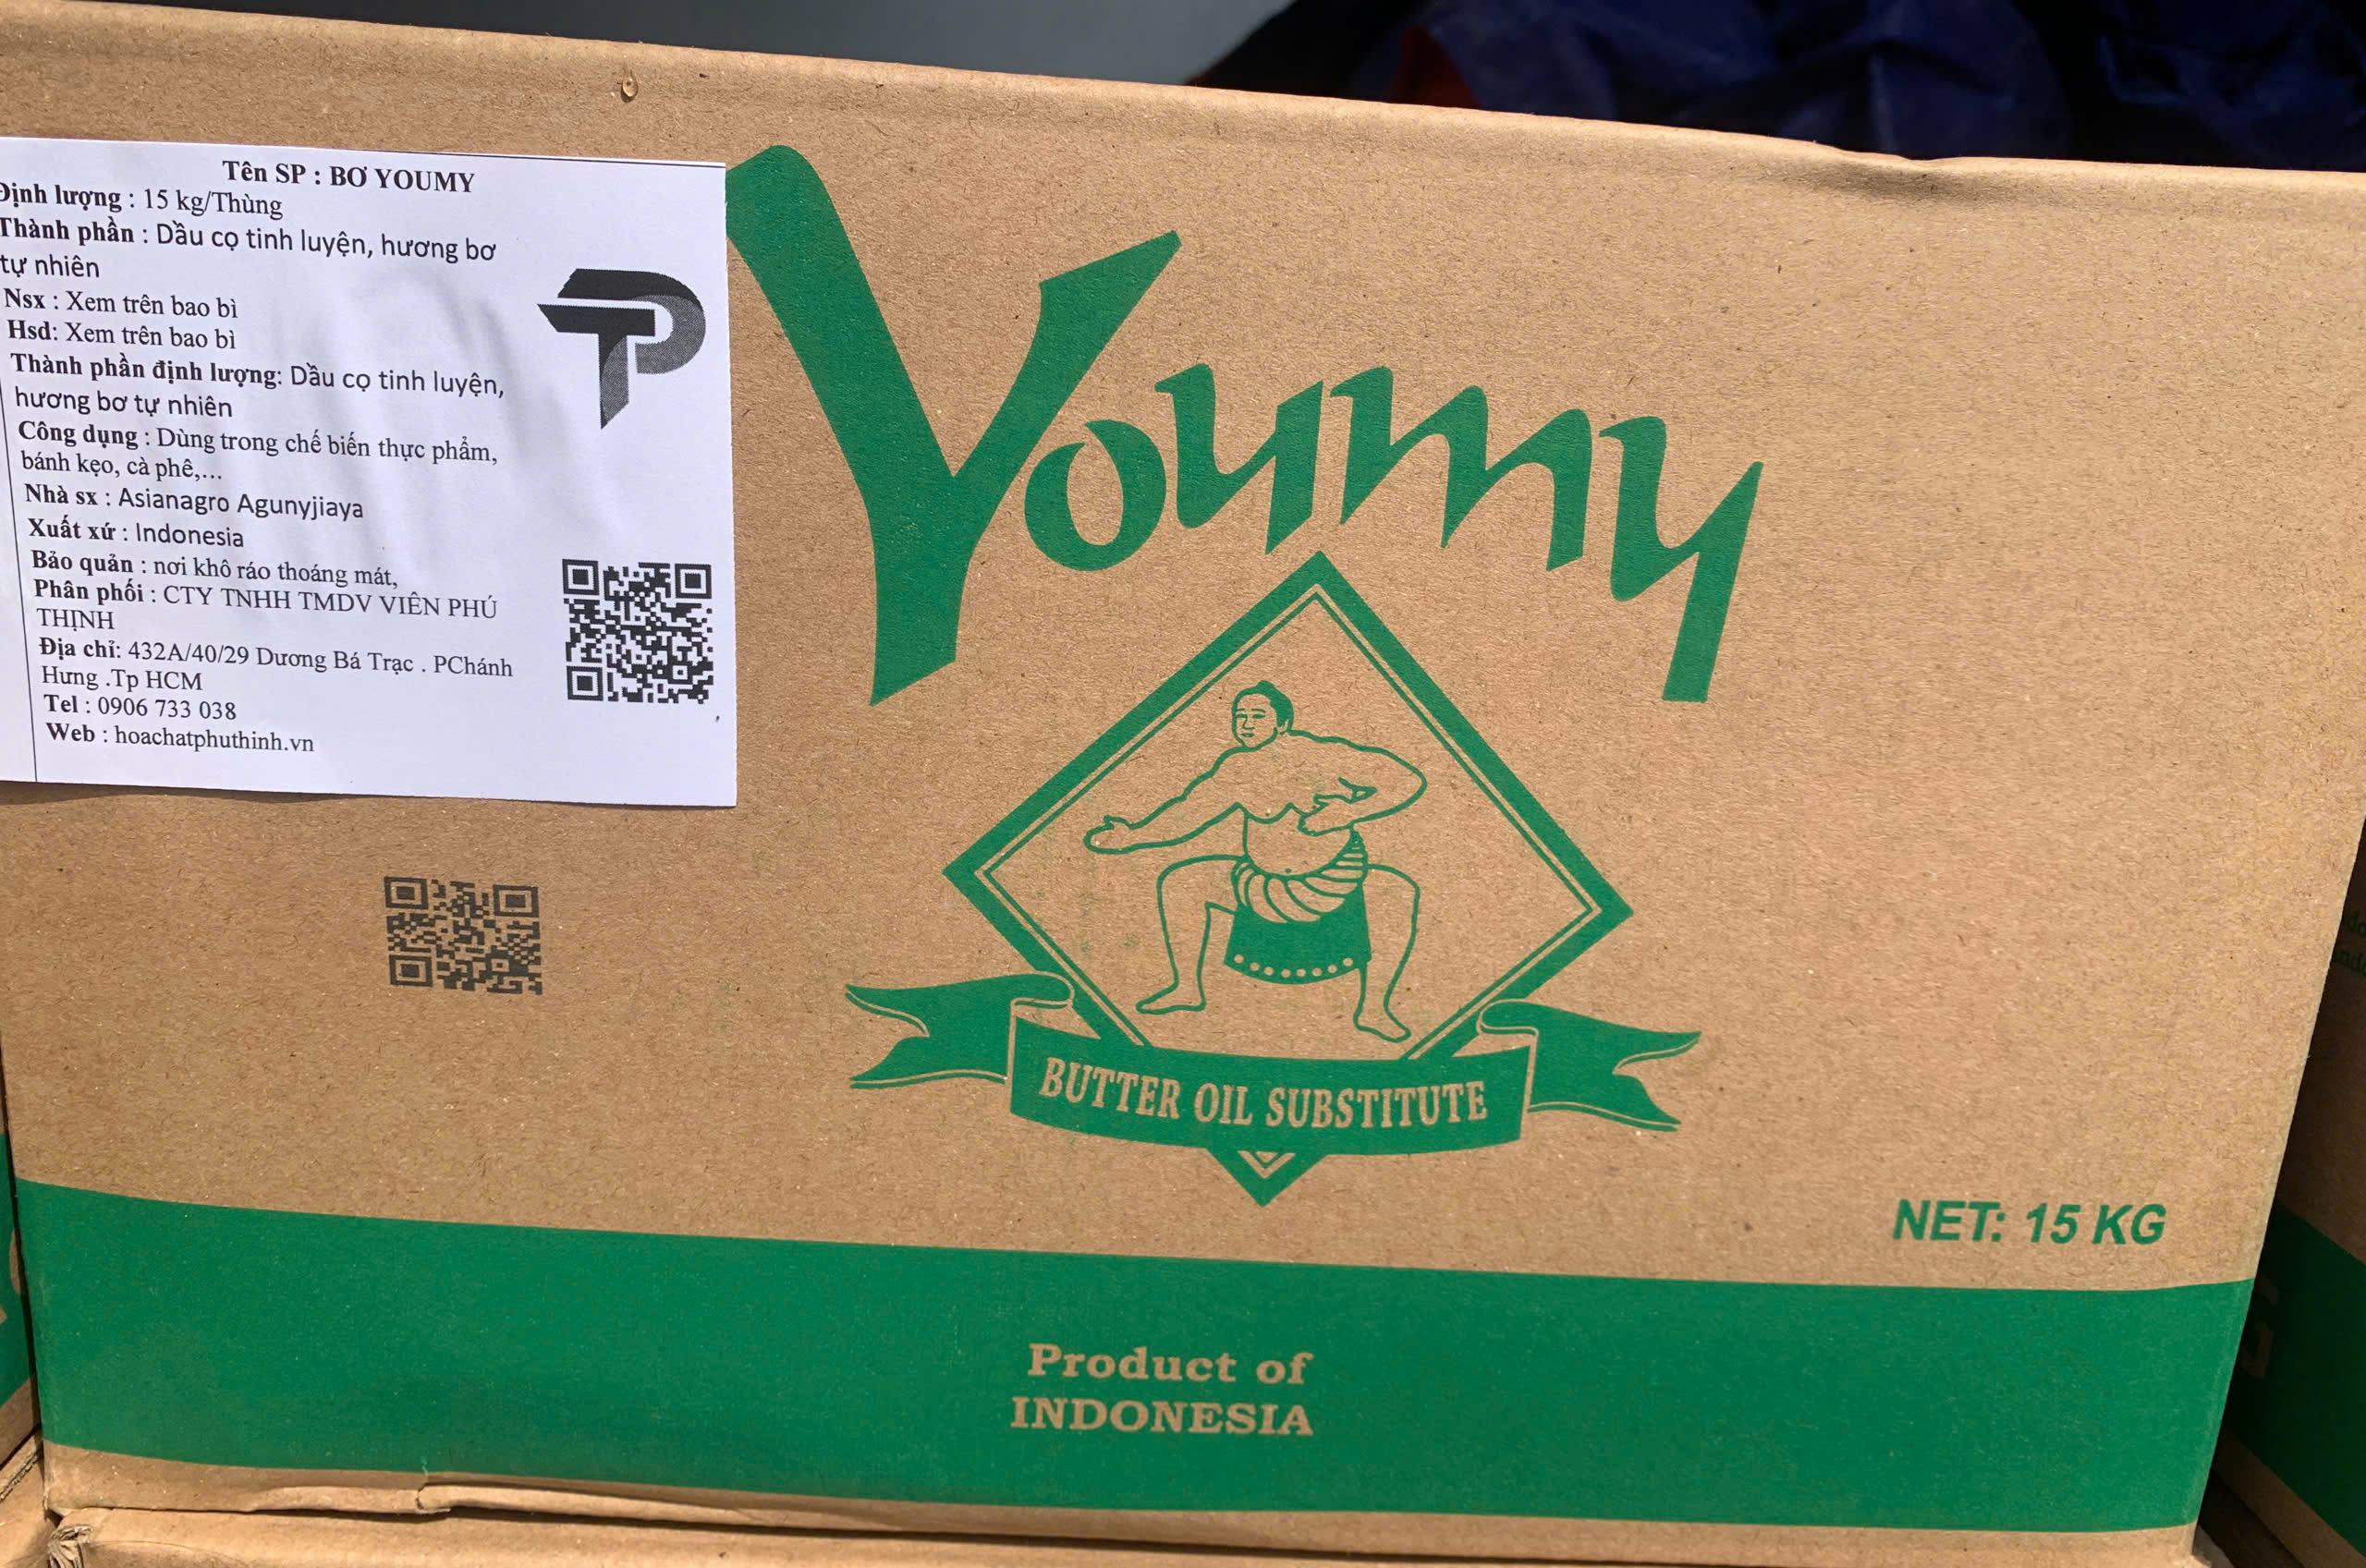 Tên SP : BƠ YOUMY
Định lượng : 15 kg/Thùng
Thành phần : Dầu cọ tinh luyện, hương bơ
tự nhiên
Nsx : Xem trên bao bì
Hsd: Xem trên bao bì
Thành phần định lượng: Dầu cọ tinh luyện,
hương bơ tự nhiên
Công dụng : Dùng trong chế biến thực phẩm,
bánh kẹo, cà phê,...
Nhà sx : Asianagro Agunyjiaya
Xuất xứ : Indonesia
Bảo quản : nơi khô ráo thoáng mát,
Phân phối : CTY TNHH TMDV VIÊN PHÚ
THỊNH
Địa chỉ: 432A/40/29 Dương Bá Trạc . PChánh
Hưng .Tp HCM
Tel : 0906 733 038
Web : hoachatphuthinh.vn
TP
Youmy
BUTTER OIL SUBSTITUTE
NET: 15 KG
Product of
INDONESIA